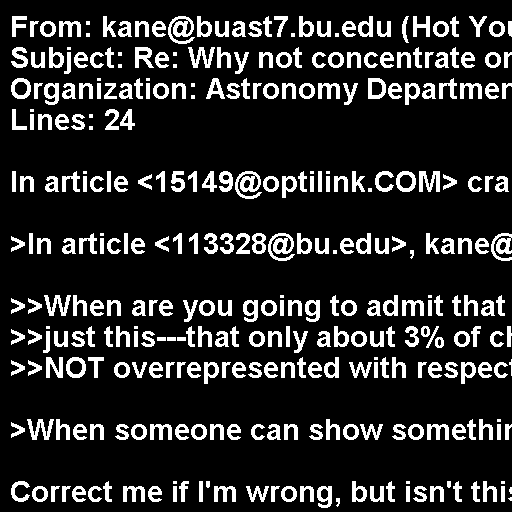 From: kane@buast7.bu.edu (Hot You
Subject: Re: Why not concentrate on
Organization: Astronomy Departmen
Lines: 24
In article <15149@optilink.COM> cra
>In article <113328@bu.edu>, kane@
>>When are you going to admit that
>>just this---that only about 3% of ch
>>NOT overrepresented with respect
>When someone can show somethin
Correct me if I'm wrong, but isn't this